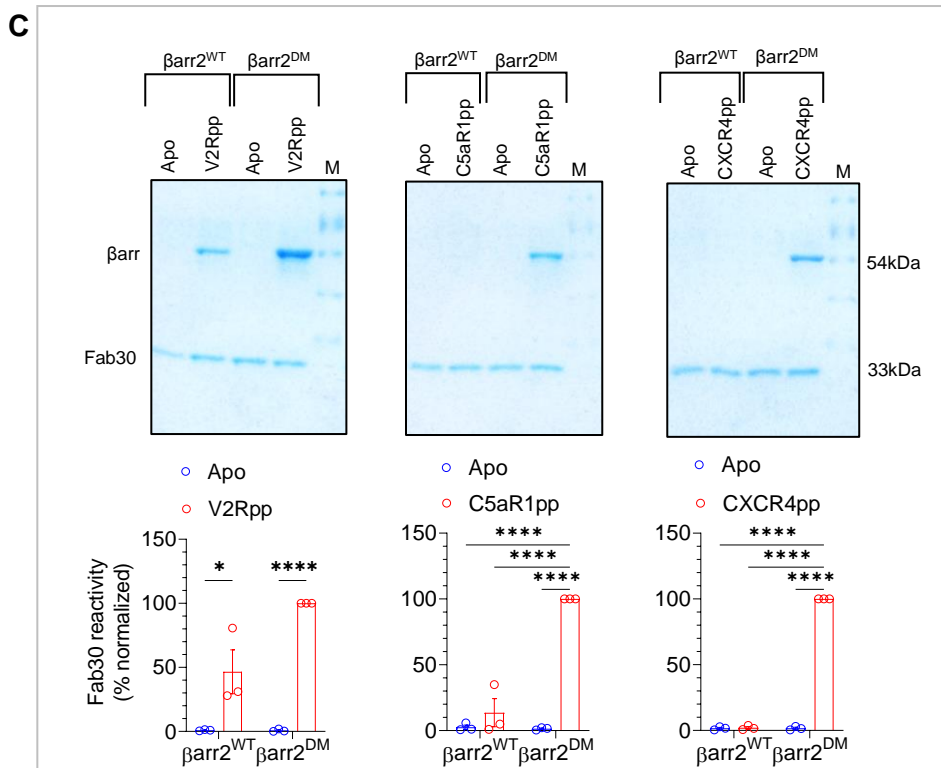 C
βarr2WT βarr2DM
Apo V2Rpp Apo V2Rpp M
βarr
Fab30
βarr2WT βarr2DM
Apo C5aR1pp Apo C5aR1pp M
βarr2WT βarr2DM
Apo CXCR4pp Apo CXCR4pp M
54kDa
33kDa
Apo
V2Rpp
Fab30 reactivity
(% normalized)
150
100
50
0
* ****
βarr2WT βarr2DM
Apo
C5aR1pp
150
100
50
0
****
****
****
βarr2WT βarr2DM
Apo
CXCR4pp
150
100
50
0
****
****
****
βarr2WT βarr2DM